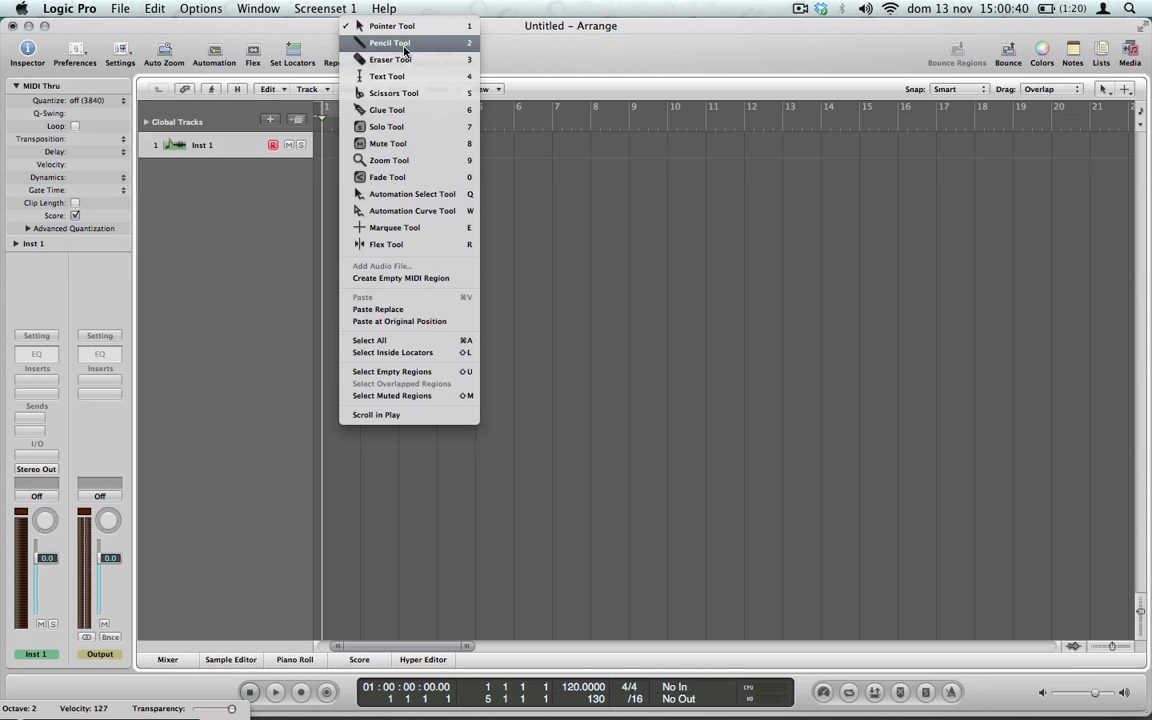 Logic Pro File Edit Options Window Screenset 1 Help dom 13 nov 15:00:40 (1:20)
Untitled - Arrange
Inspector Preferences Settings Automation Auto Zoom Flex Set Locators Bounce Regions Bounce Colors Notes Lists Media
✓ Pointer Tool 1
Pencil Tool 2
Eraser Tool 3
Text Tool 4
Scissors Tool 5
Glue Tool 6
Solo Tool 7
Mute Tool 8
Zoom Tool 9
Fade Tool 0
Automation Select Tool Q
Automation Curve Tool W
Marquee Tool E
Flex Tool R
Add Audio File...
Create Empty MIDI Region
Paste ⌘V
Paste Replace
Paste at Original Position
Select All ⌘A
Select Inside Locators ⇧L
Select Empty Regions ⇧U
Select Overlapped Regions
Select Muted Regions ⇧M
Scroll in Play
MIDI Thru
Quantize: off (3840)
Q-Swing:
Loop:
Transposition:
Delay:
Velocity:
Dynamics:
Gate Time:
Clip Length:
Score:
Advanced Quantization
Inst 1
Setting Setting
EQ EQ
Inserts Inserts
Sends
I/O
Stereo Out
Off Off
0.0 0.0
M S M
Bnce
Inst 1 Output
H Edit Track Snap: Smart Drag: Overlap
1 6 7 8 9 10 11 12 13 14 15 16 17 18 19 20 21
Global Tracks
1 Inst 1 R M S
Mixer Sample Editor Piano Roll Score Hyper Editor
01:00:00:00.00 1 1 1 1 120.0000 4/4 No In CPU
1 1 1 5 1 1 1 130 /16 No Out HD
Octave: 2 Velocity: 127 Transparency: